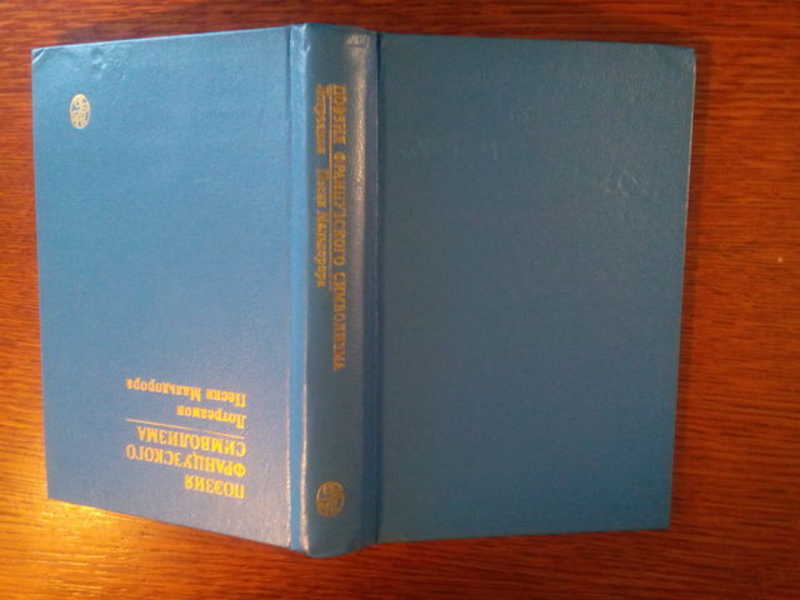 ПОЭЗИЯ
ФРАНЦУЗСКОГО
СИМВОЛИЗМА
Лотреамон
Песни Мальдорора
ПОЭЗИЯ ФРАНЦУЗСКОГО СИМВОЛИЗМА
Лотреамон Песни Мальдорора